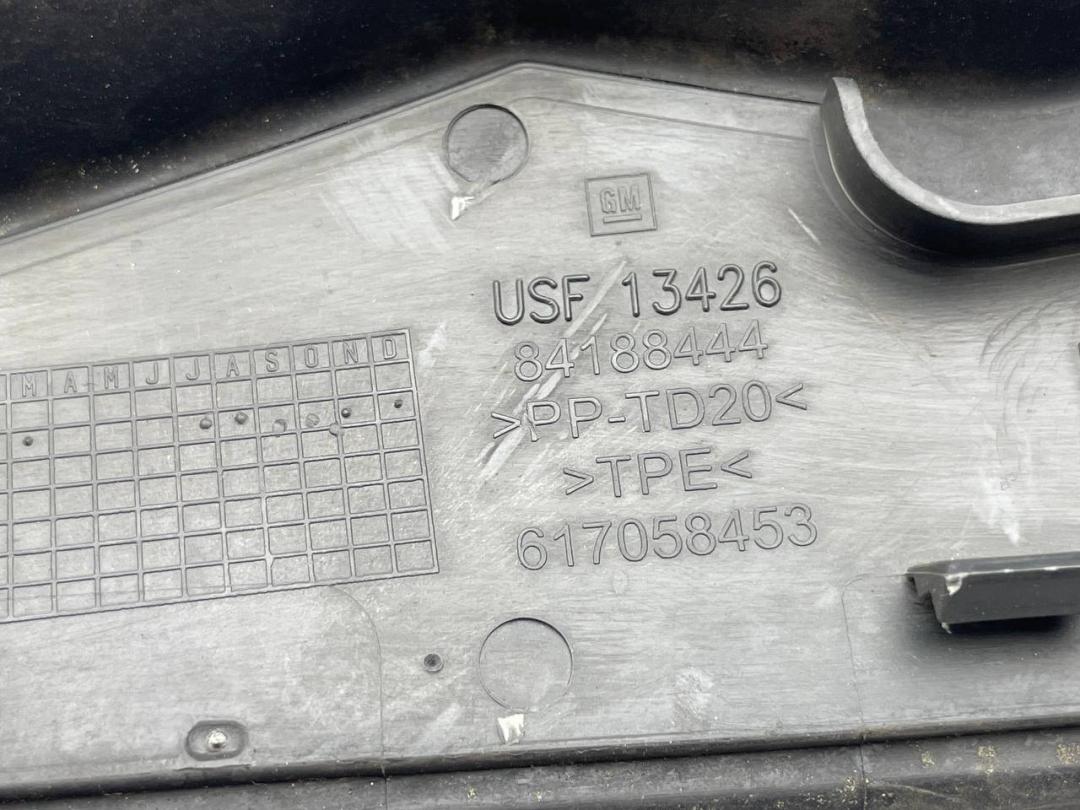 GM
USF 13426
84188444
>PP-TD20<
>TPE<
617058453
M A M J J A S O N D